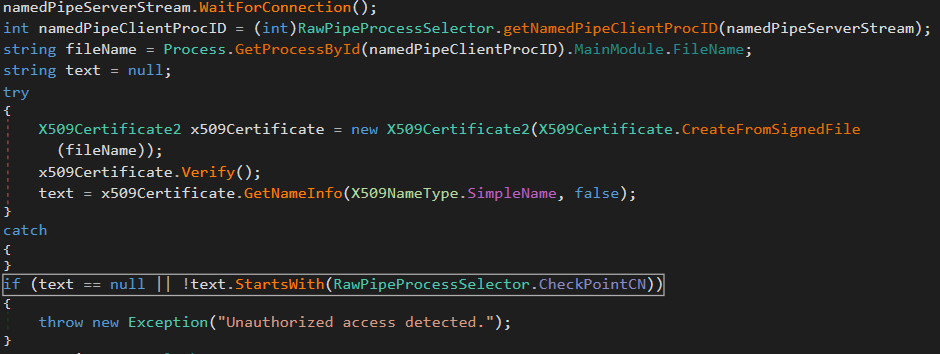 namedPipeServerStream.WaitForConnection();
int namedPipeClientProcID = (int)RawPipeProcessSelector.getNamedPipeClientProcID(namedPipeServerStream);
string fileName = Process.GetProcessById(namedPipeClientProcID).MainModule.FileName;
string text = null;
try
{
X509Certificate2 x509Certificate = new X509Certificate2(X509Certificate.CreateFromSignedFile
(fileName));
x509Certificate.Verify();
text = x509Certificate.GetNameInfo(X509NameType.SimpleName, false);
}
catch
{
}
if (text == null || !text.StartsWith(RawPipeProcessSelector.CheckPointCN))
{
throw new Exception("Unauthorized access detected.");
}